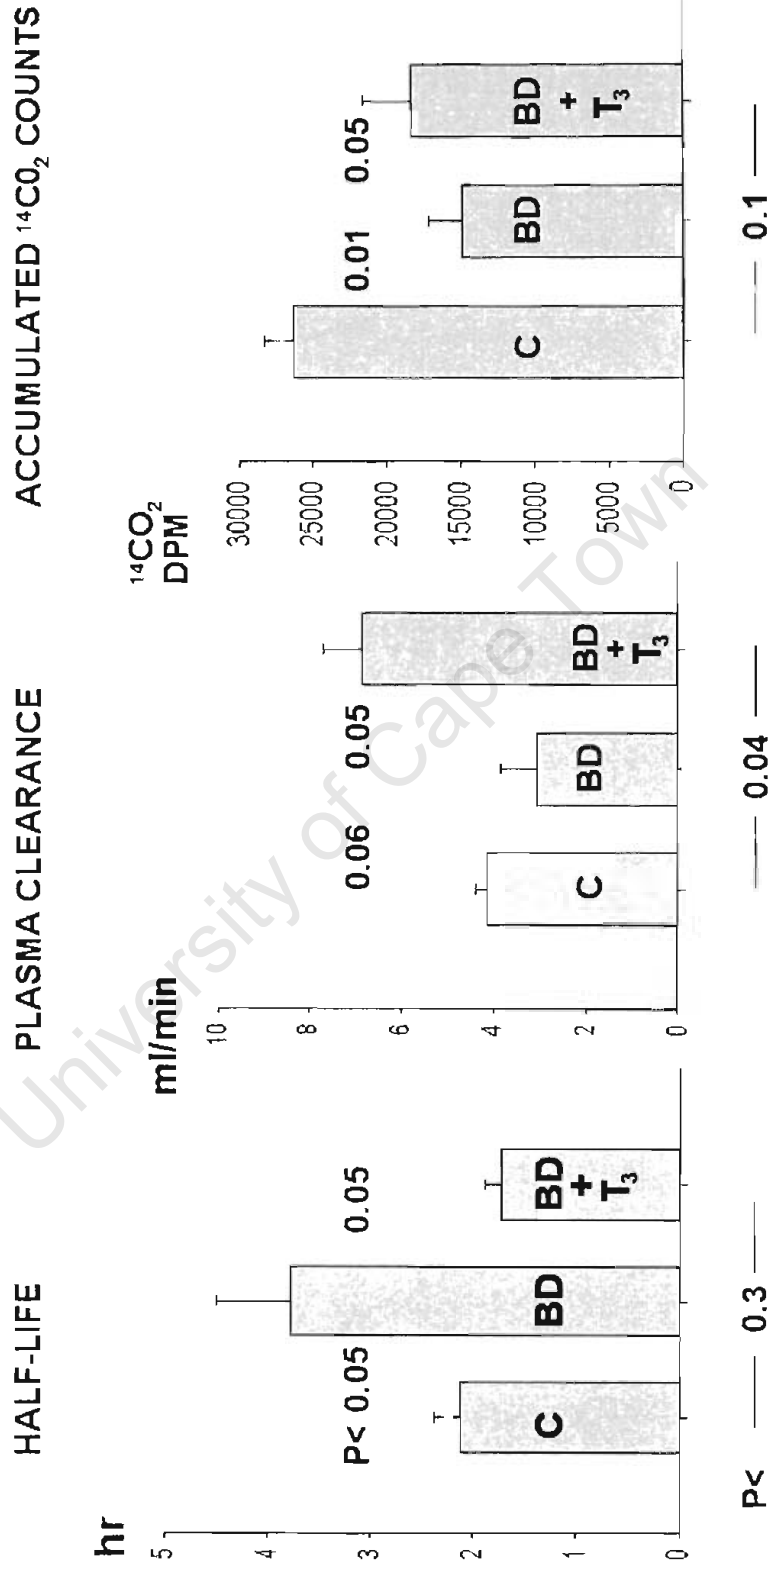 HALF-LIFE
hr
5
4
3
2
1
0
P< 0.05
0.05
C
BD
BD
+
T₃
P< 0.3
PLASMA CLEARANCE
ml/min
10
8
6
4
2
0
0.06
0.05
C
BD
BD
+
T₃
0.04
ACCUMULATED ¹⁴C0₂ COUNTS
¹⁴CO₂
DPM
30000
25000
20000
15000
10000
5000
0
0.01
0.05
C
BD
BD
+
T₃
0.1
University of Cape Town